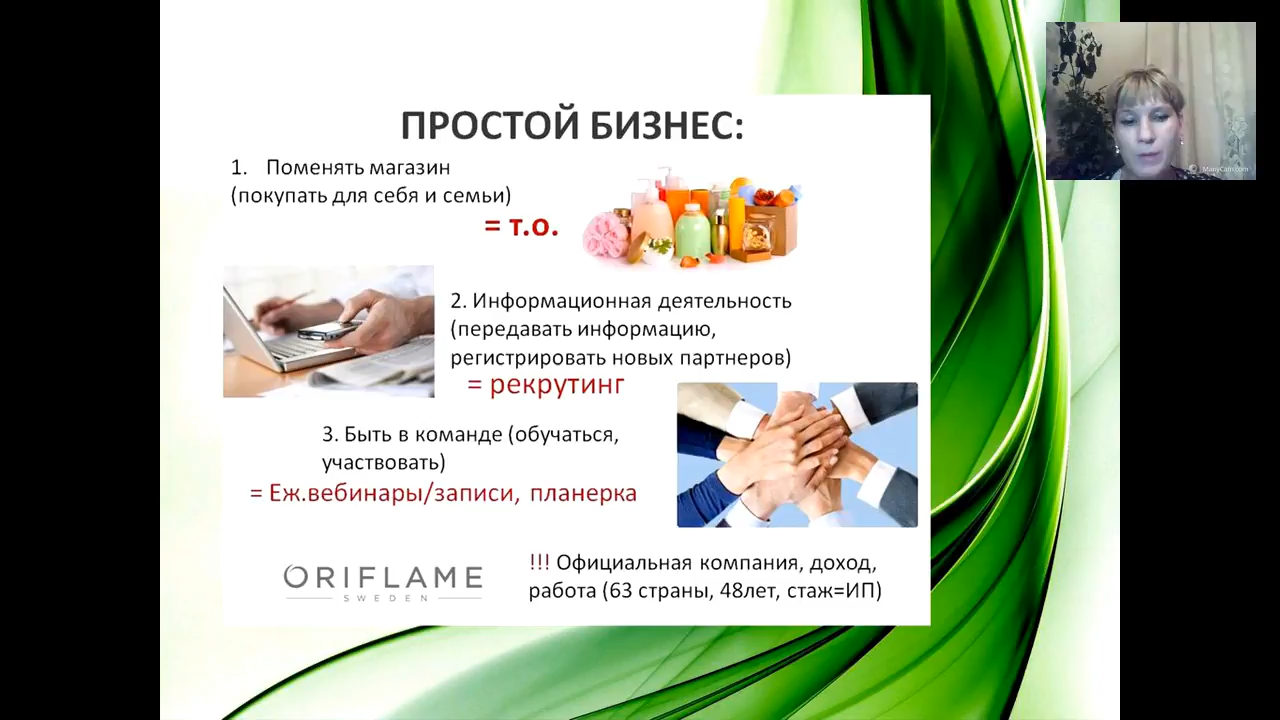 ПРОСТОЙ БИЗНЕС:
1. Поменять магазин
(покупать для себя и семьи)
= т.о.
2. Информационная деятельность
(передавать информацию,
регистрировать новых партнеров)
= рекрутинг
3. Быть в команде (обучаться,
участвовать)
= Еж.вебинары/записи, планерка
!!! Официальная компания, доход,
работа (63 страны, 48лет, стаж=ИП)
ORIFLAME
SWEDEN
ManyCam.com